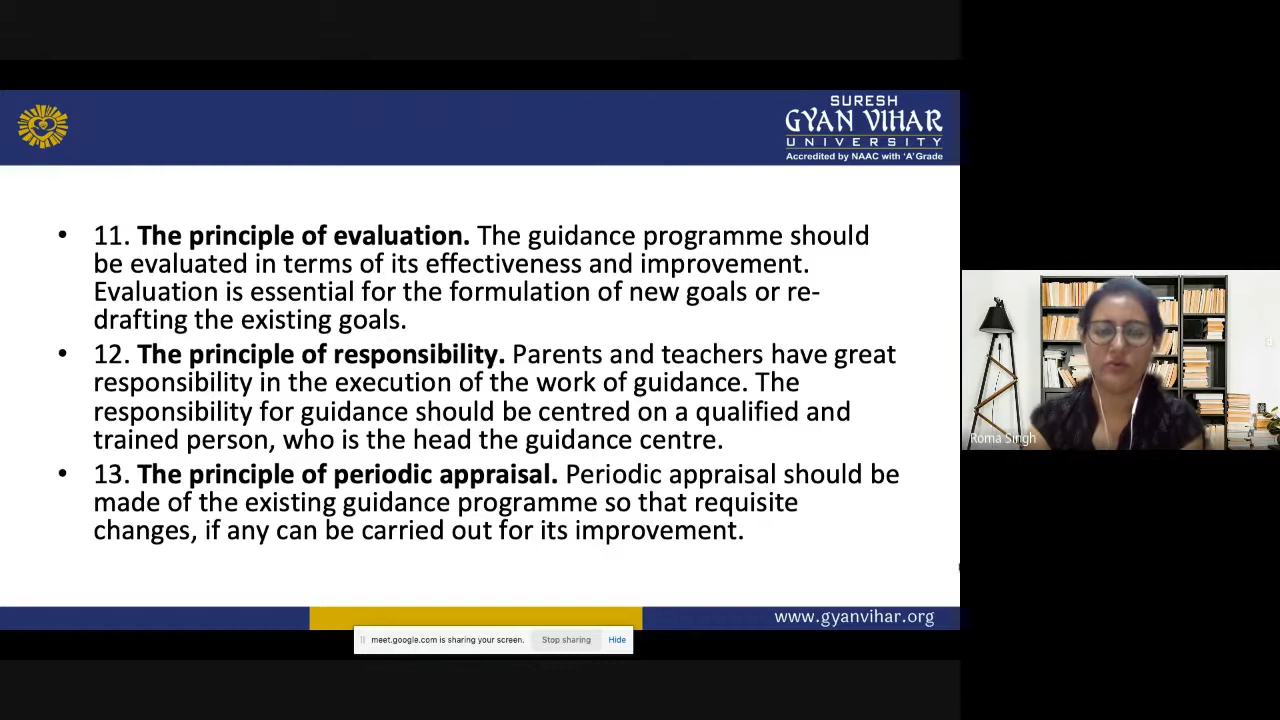 SURESH
GYAN VIHAR
UNIVERSITY
Accredited by NAAC with 'A' Grade
• 11. The principle of evaluation. The guidance programme should
be evaluated in terms of its effectiveness and improvement.
Evaluation is essential for the formulation of new goals or re-
drafting the existing goals.
• 12. The principle of responsibility. Parents and teachers have great
responsibility in the execution of the work of guidance. The
responsibility for guidance should be centred on a qualified and
trained person, who is the head the guidance centre.
• 13. The principle of periodic appraisal. Periodic appraisal should be
made of the existing guidance programme so that requisite
changes, if any can be carried out for its improvement.
Roma Singh
www.gyanvihar.org
meet.google.com is sharing your screen. Stop sharing Hide